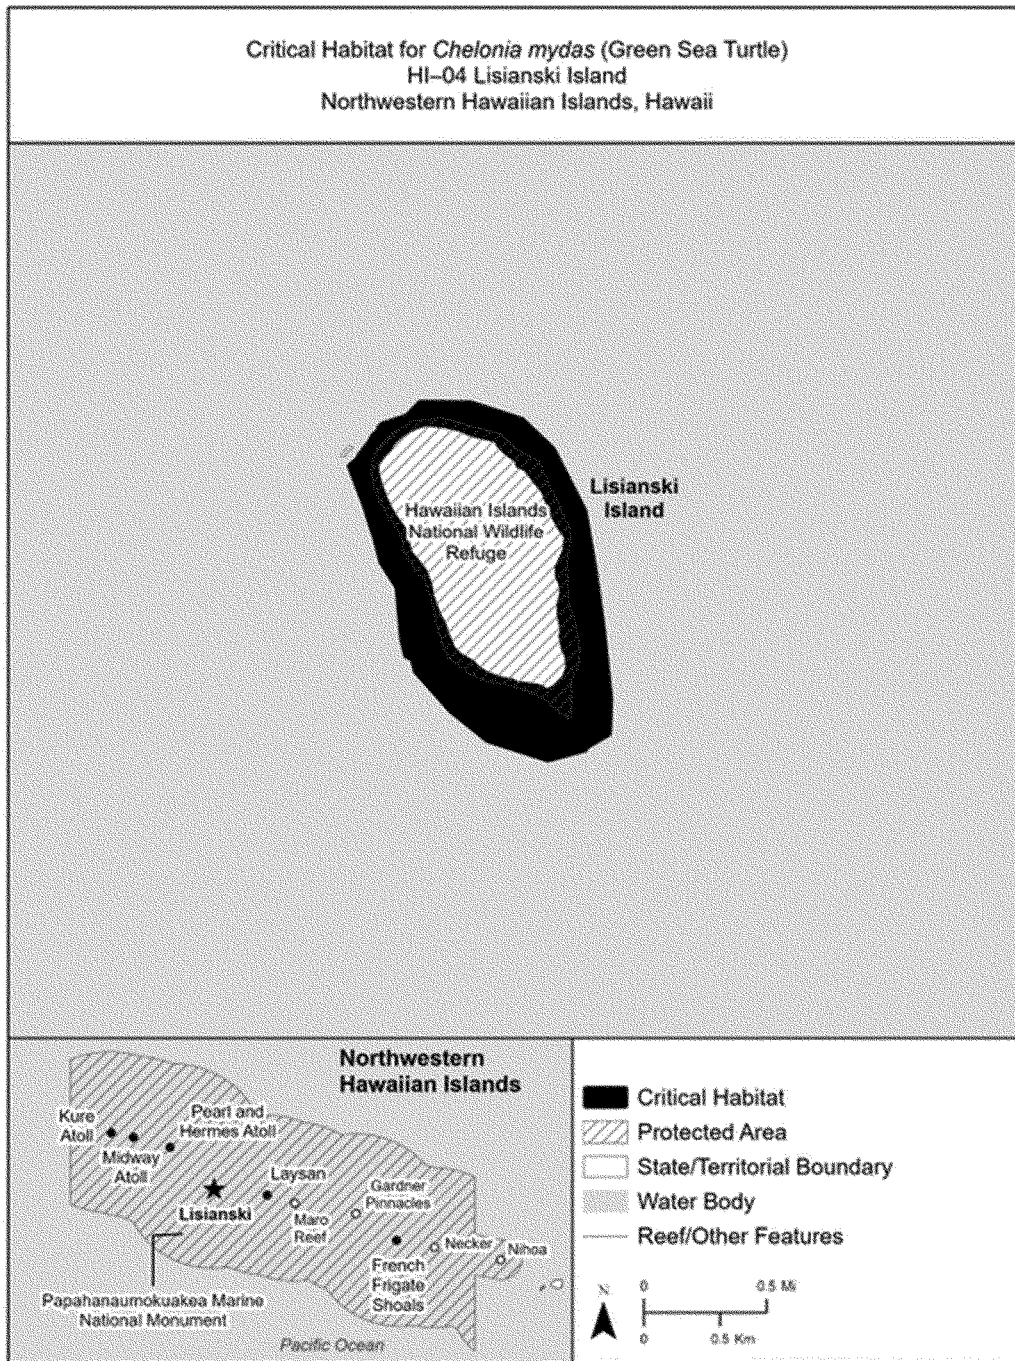 Critical Habitat for Chelonia mydas (Green Sea Turtle)
HI–04 Lisianski Island
Northwestern Hawaiian Islands, Hawaii
Lisianski
Island
Hawaiian Islands
National Wildlife
Refuge
Northwestern
Hawaiian Islands
Kure
Atoll
Midway
Atoll
Pearl and
Hermes Atoll
Lisianski
Laysan
Maro
Reef
Gardner
Pinnacles
French
Frigate
Shoals
Necker
Nihoa
Papahanaumokuakea Marine
National Monument
Pacific Ocean
Critical Habitat
Protected Area
State/Territorial Boundary
Water Body
Reef/Other Features
N
0 0.5 Mi
0 0.5 Km